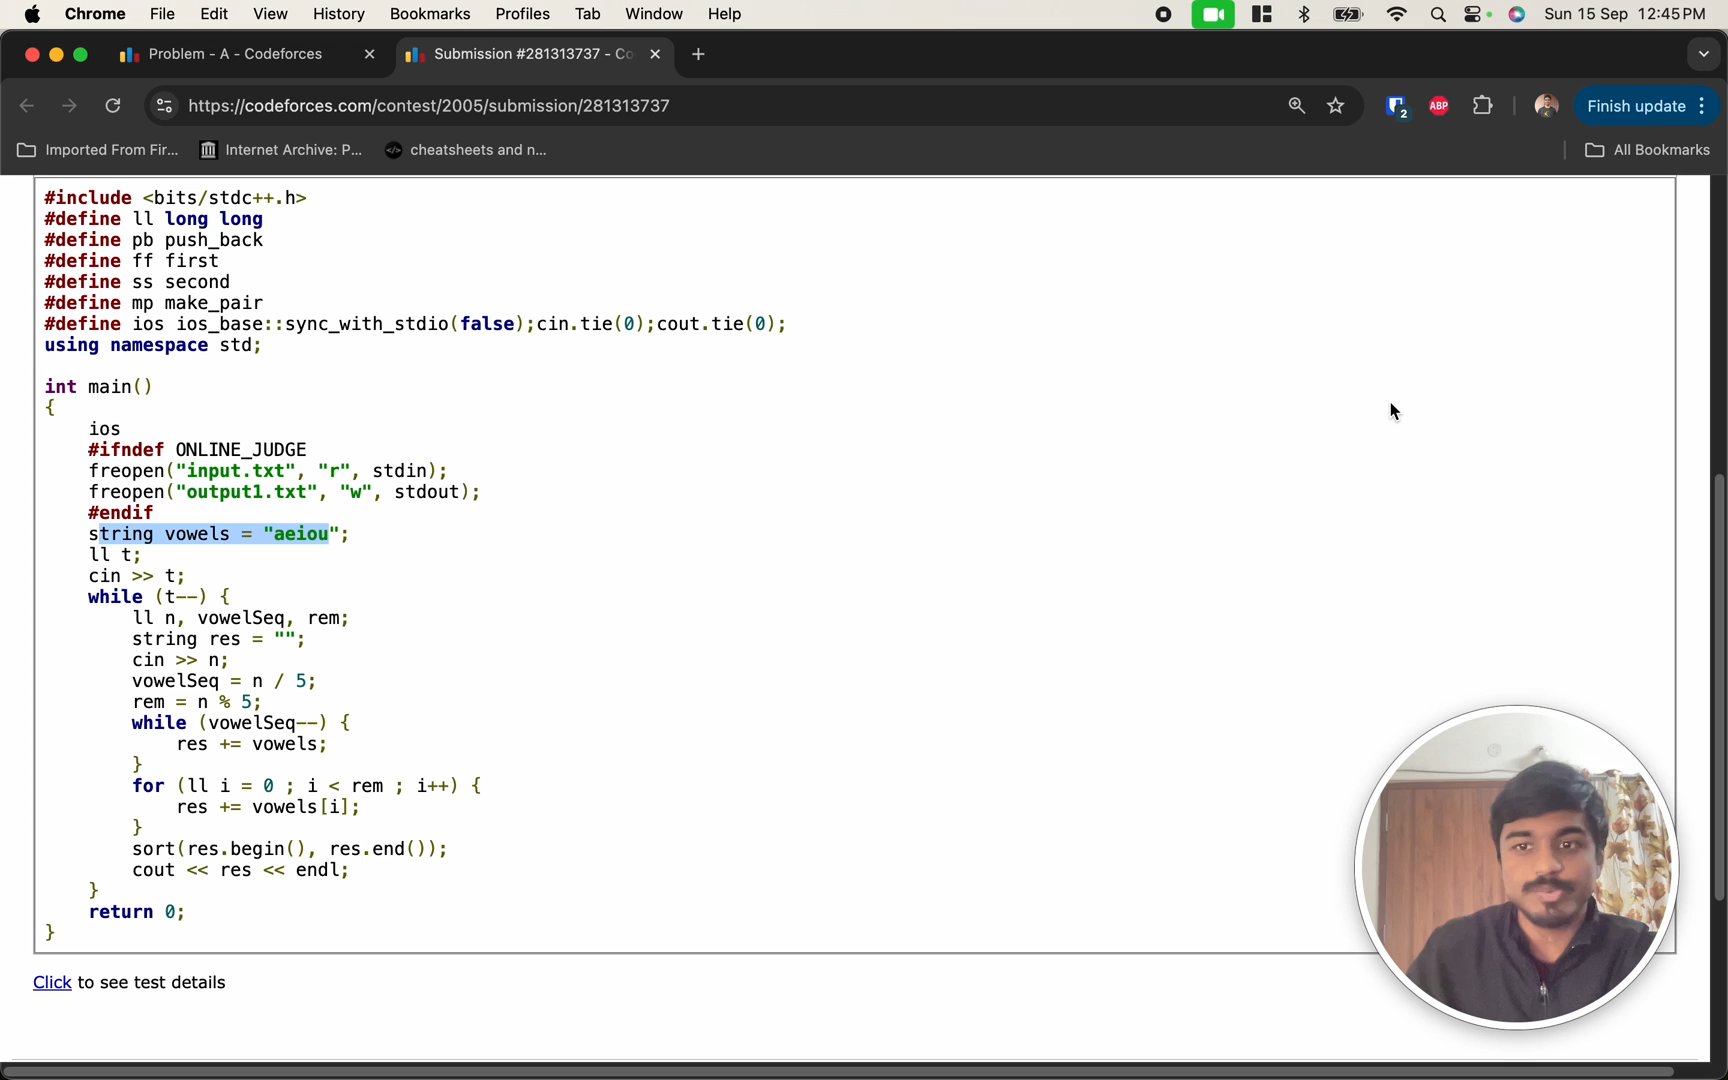 Chrome File Edit View History Bookmarks Profiles Tab Window Help Sun 15 Sep 12:45 PM
Problem - A - Codeforces Submission #281313737 - Co
https://codeforces.com/contest/2005/submission/281313737 2 ABP Finish update
Imported From Fir... Internet Archive: P... cheatsheets and n... All Bookmarks
#include <bits/stdc++.h>
#define ll long long
#define pb push_back
#define ff first
#define ss second
#define mp make_pair
#define ios ios_base::sync_with_stdio(false);cin.tie(0);cout.tie(0);
using namespace std;
int main()
{
ios
#ifndef ONLINE_JUDGE
freopen("input.txt", "r", stdin);
freopen("output1.txt", "w", stdout);
#endif
string vowels = "aeiou";
ll t;
cin >> t;
while (t--) {
ll n, vowelSeq, rem;
string res = "";
cin >> n;
vowelSeq = n / 5;
rem = n % 5;
while (vowelSeq--) {
res += vowels;
}
for (ll i = 0 ; i < rem ; i++) {
res += vowels[i];
}
sort(res.begin(), res.end());
cout << res << endl;
}
return 0;
}
Click to see test details